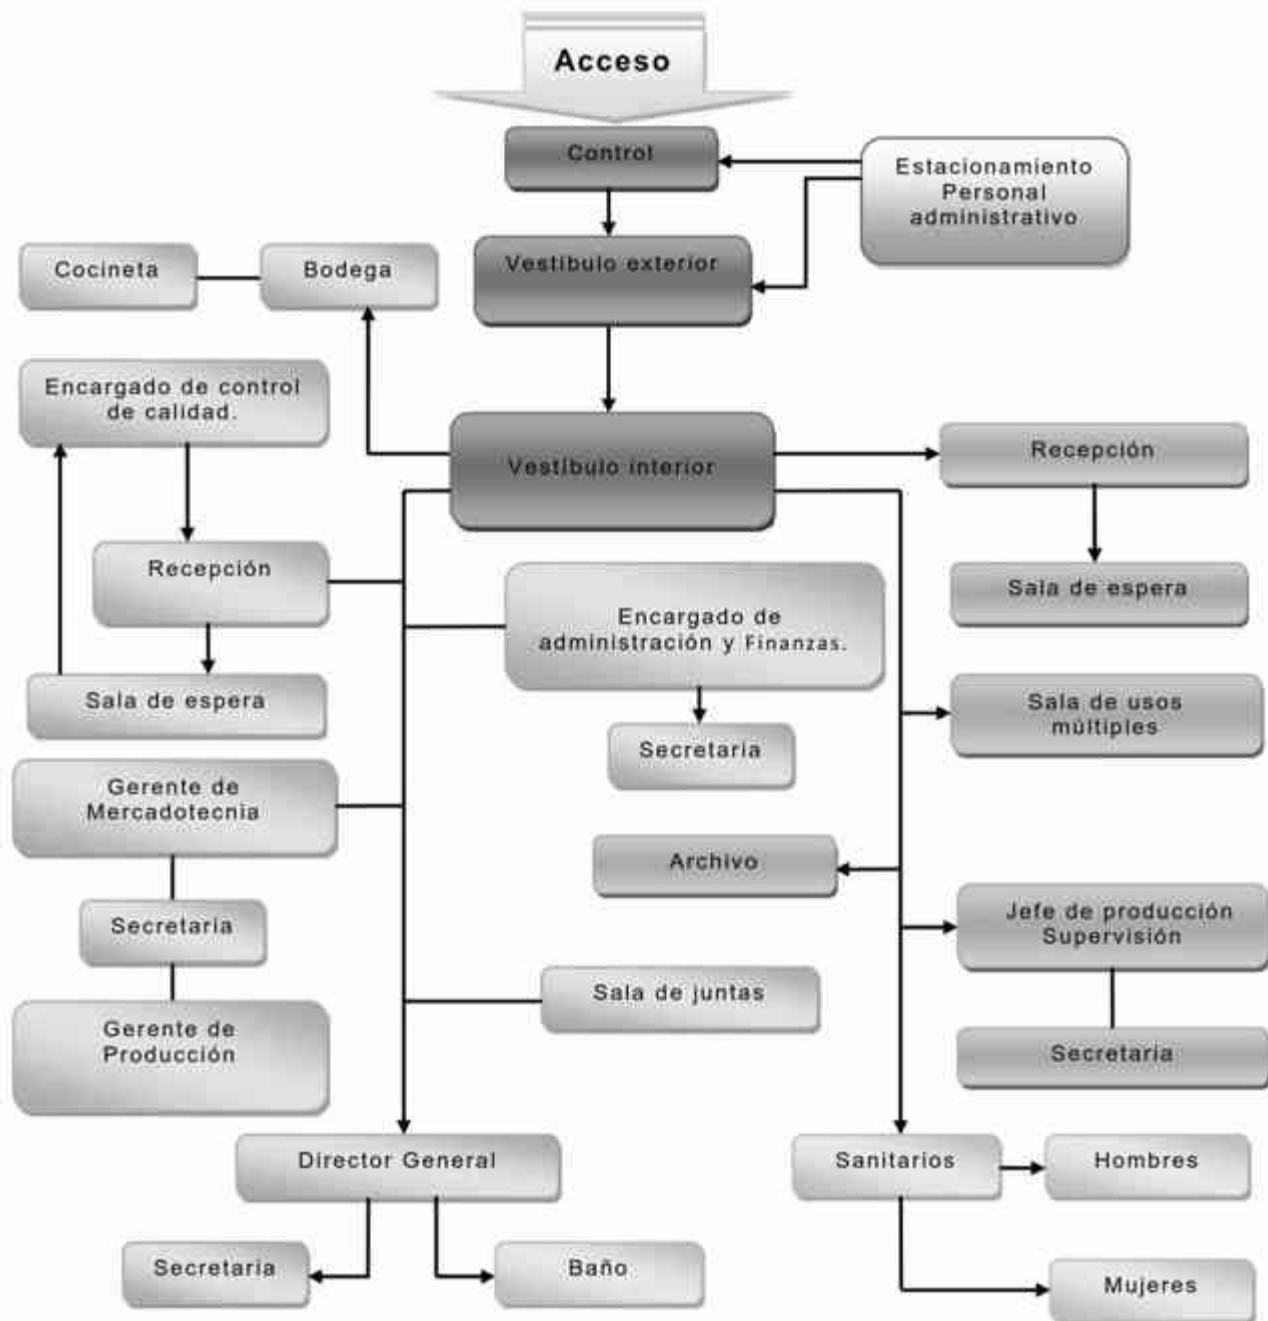 Acceso
Control
Estacionamiento
Personal
administrativo
Vestíbulo exterior
Cocineta
Bodega
Encargado de control
de calidad.
Vestíbulo interior
Recepción
Recepción
Sala de espera
Encargado de
administración y Finanzas.
Sala de espera
Sala de usos
múltiples
Secretaria
Gerente de
Mercadotecnia
Archivo
Secretaria
Jefe de producción
Supervisión
Sala de juntas
Gerente de
Producción
Secretaria
Director General
Sanitarios
Hombres
Secretaria
Baño
Mujeres